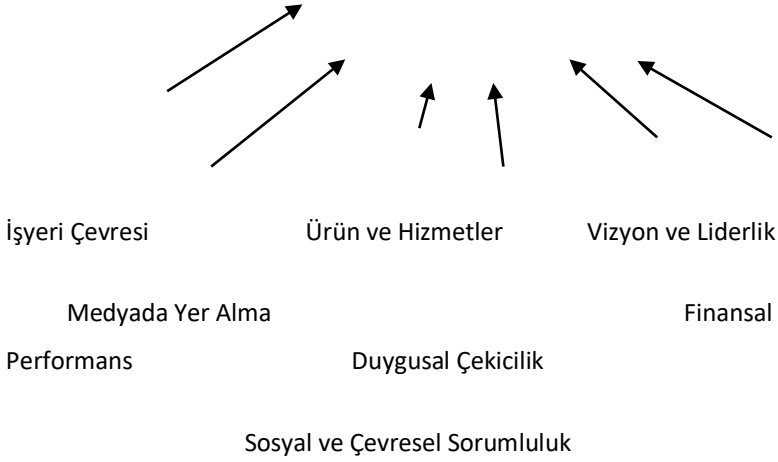 İşyeri Çevresi Ürün ve Hizmetler Vizyon ve Liderlik
Medyada Yer Alma Finansal
Performans Duygusal Çekicilik
Sosyal ve Çevresel Sorumluluk